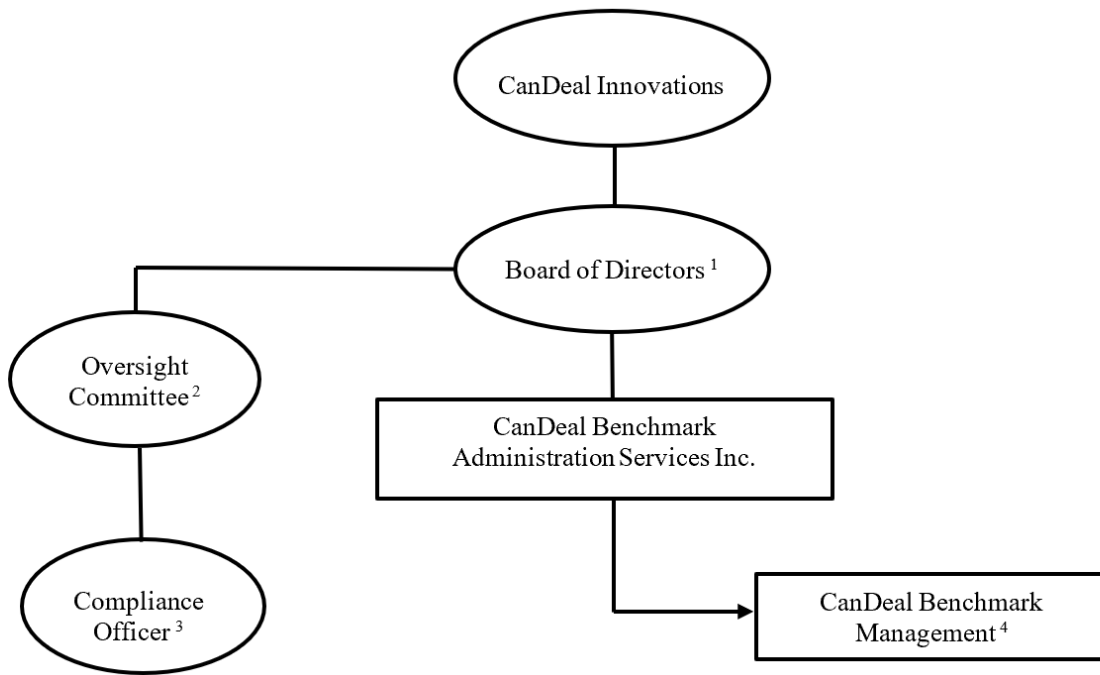 CanDeal Innovations
Board of Directors 1
Oversight
Committee 2
CanDeal Benchmark
Administration Services Inc.
Compliance
Officer 3
CanDeal Benchmark
Management 4